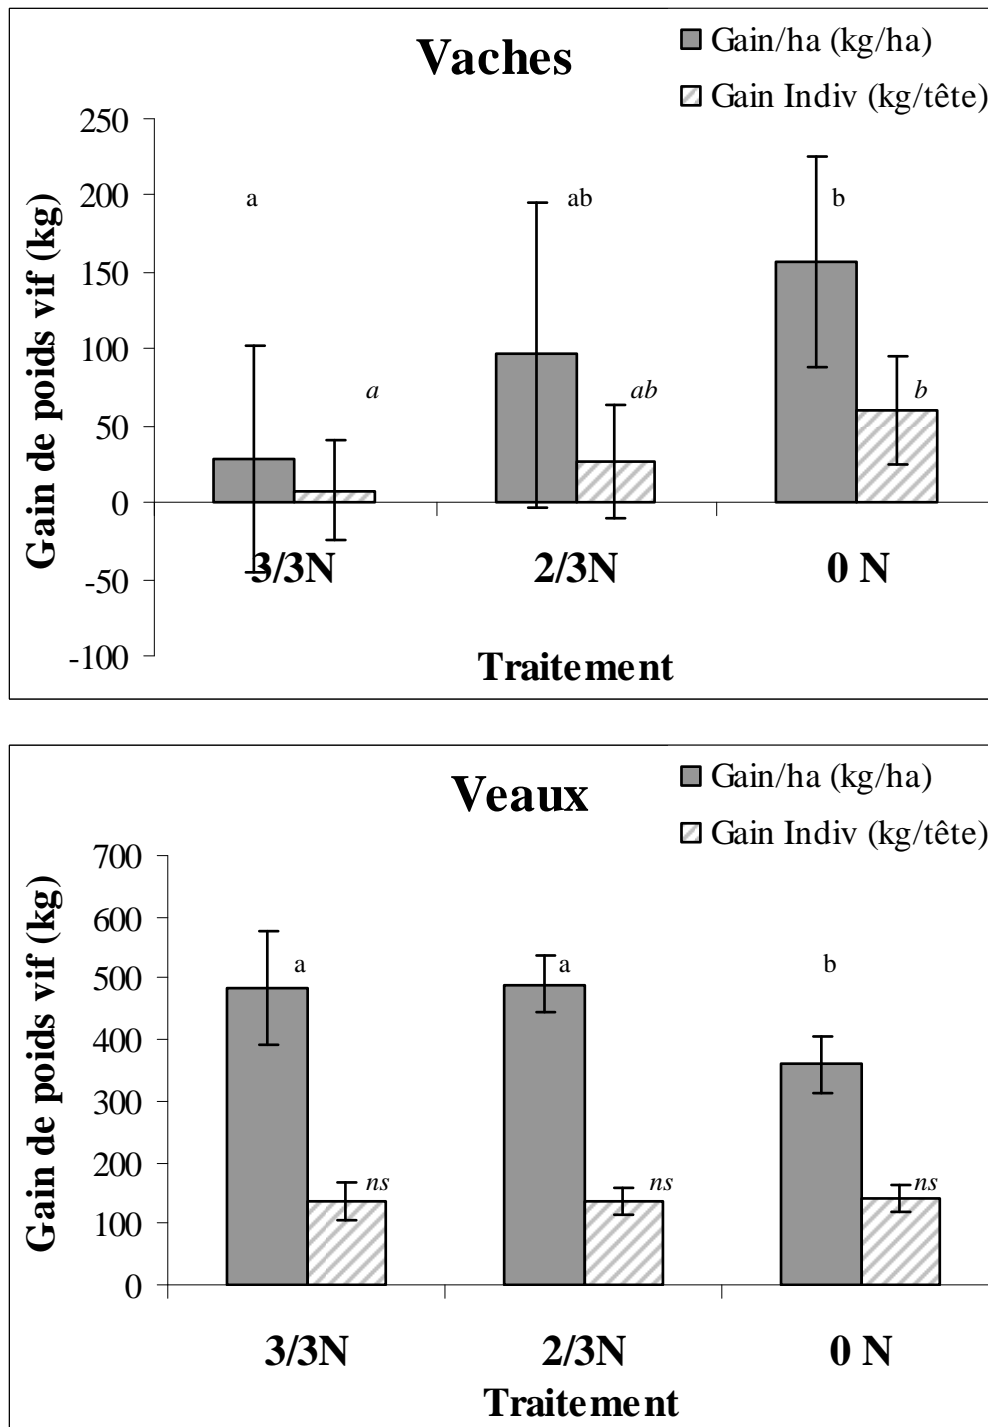 Vaches
Gain/ha (kg/ha)
Gain Indiv (kg/tête)
Gain de poids vif (kg)
250
200
150
100
50
0
-50
-100
a
ab
b
a
ab
b
3/3N
2/3N
0 N
Traitement
Veaux
Gain/ha (kg/ha)
Gain Indiv (kg/tête)
Gain de poids vif (kg)
700
600
500
400
300
200
100
0
a
a
b
ns
ns
ns
3/3N
2/3N
0 N
Traitement